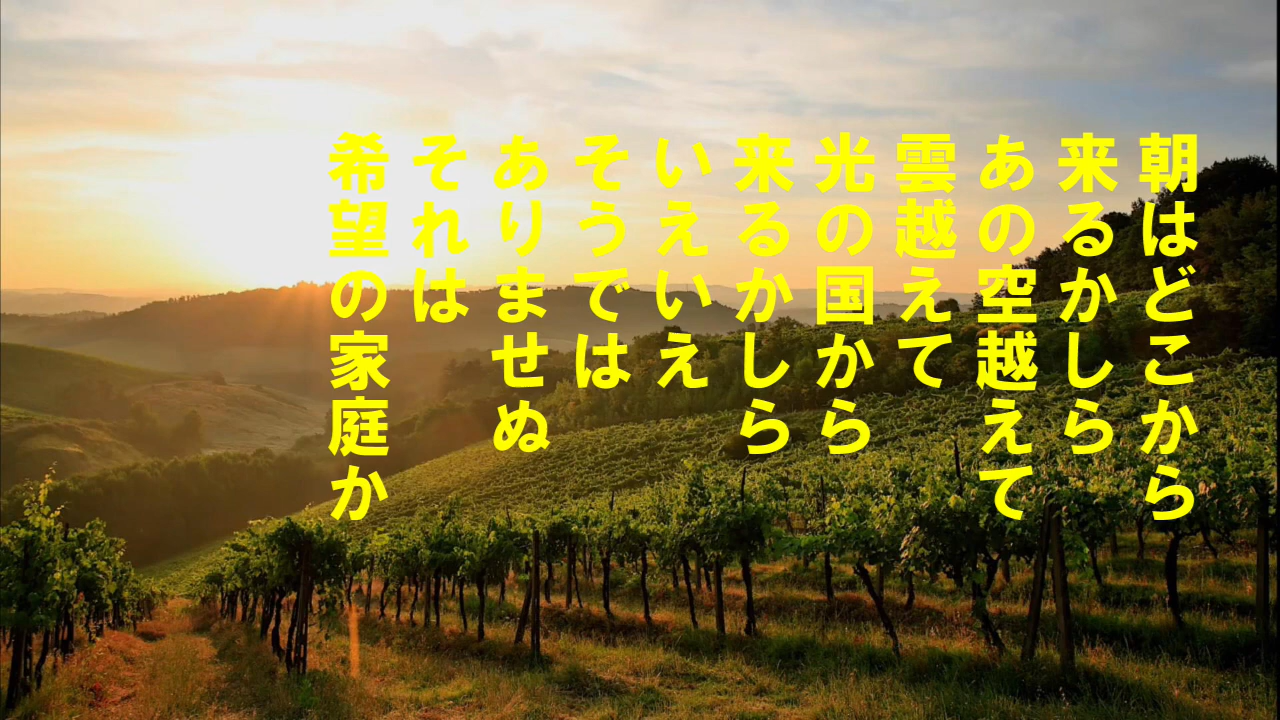 朝はどこから
来るかしら
あの空越えて
雲越えて
光の国から
来るかしら
いえいえ
そうでは
ありませぬ
それは
希望の家庭か